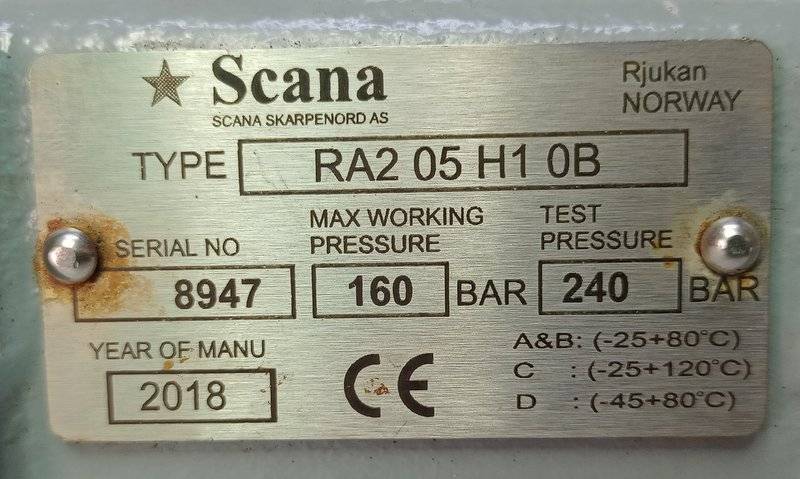 Scana
SCANA SKARPENORD AS
Rjukan
NORWAY
TYPE RA2 05 H1 0B
SERIAL NO
8947
MAX WORKING
PRESSURE
160 BAR
TEST
PRESSURE
240 BAR
YEAR OF MANU
2018
CE
A&B: (-25+80°C)
C : (-25+120°C)
D : (-45+80°C)